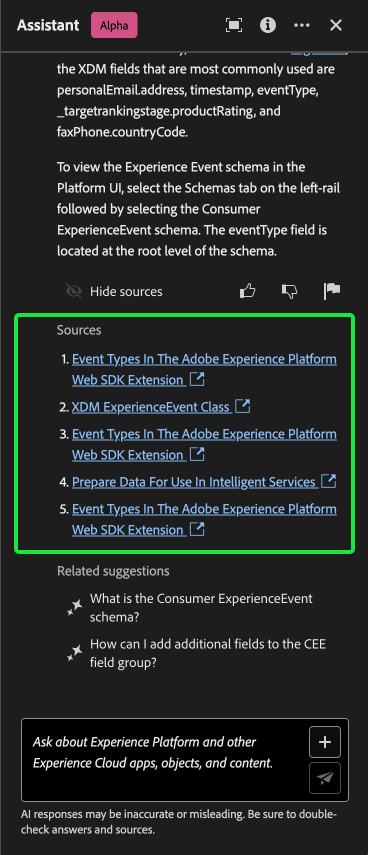 Assistant Alpha
the XDM fields that are most commonly used are
personalEmail.address, timestamp, eventType,
_targetrankingstage.productRating, and
faxPhone.countryCode.
To view the Experience Event schema in the
Platform UI, select the Schemas tab on the left-rail
followed by selecting the Consumer
ExperienceEvent schema. The eventType field is
located at the root level of the schema.
Hide sources
Sources
1. Event Types In The Adobe Experience Platform
Web SDK Extension
2. XDM ExperienceEvent Class
3. Event Types In The Adobe Experience Platform
Web SDK Extension
4. Prepare Data For Use In Intelligent Services
5. Event Types In The Adobe Experience Platform
Web SDK Extension
Related suggestions
What is the Consumer ExperienceEvent
schema?
How can I add additional fields to the CEE
field group?
Ask about Experience Platform and other
Experience Cloud apps, objects, and content.
AI responses may be inaccurate or misleading. Be sure to double-
check answers and sources.